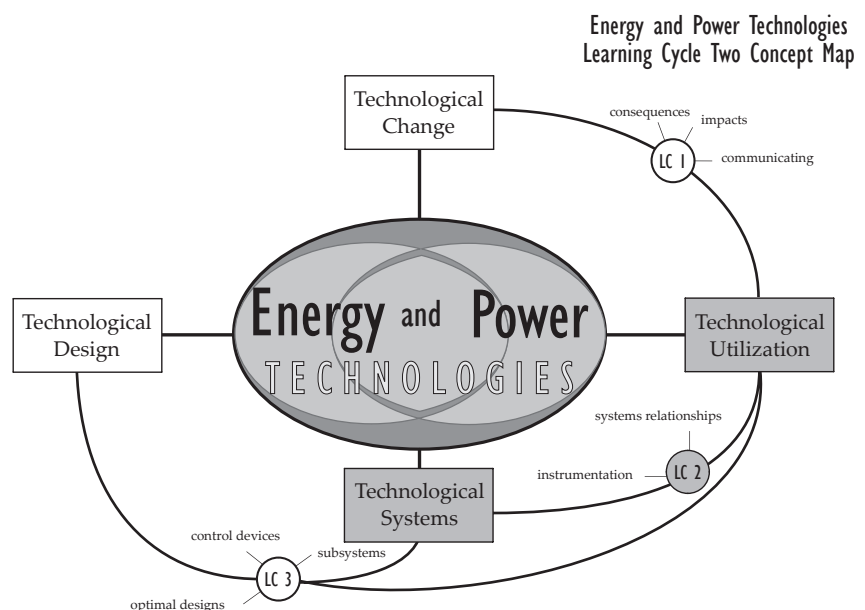 Energy and Power Technologies
Learning Cycle Two Concept Map
Technological
Change
consequences
impacts
LC 1
communicating
Energy and Power
TECHNOLOGIES
Technological
Design
Technological
Utilization
systems relationships
instrumentation
LC 2
Technological
Systems
control devices
subsystems
LC 3
optimal designs